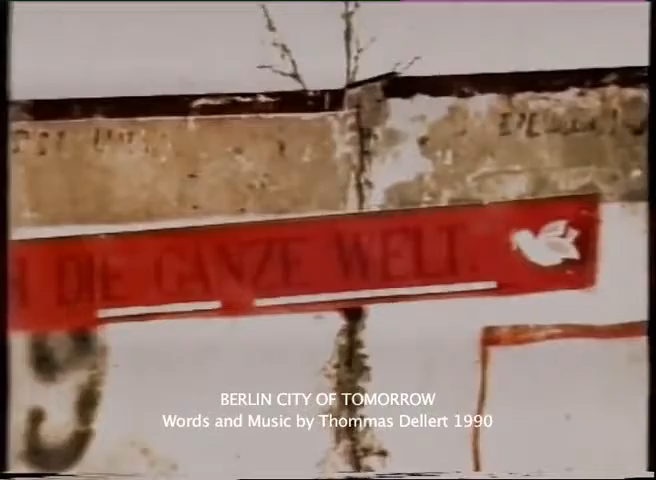 DIE GANZE WELT.
BERLIN CITY OF TOMORROW
Words and Music by Thommas Dellert 1990